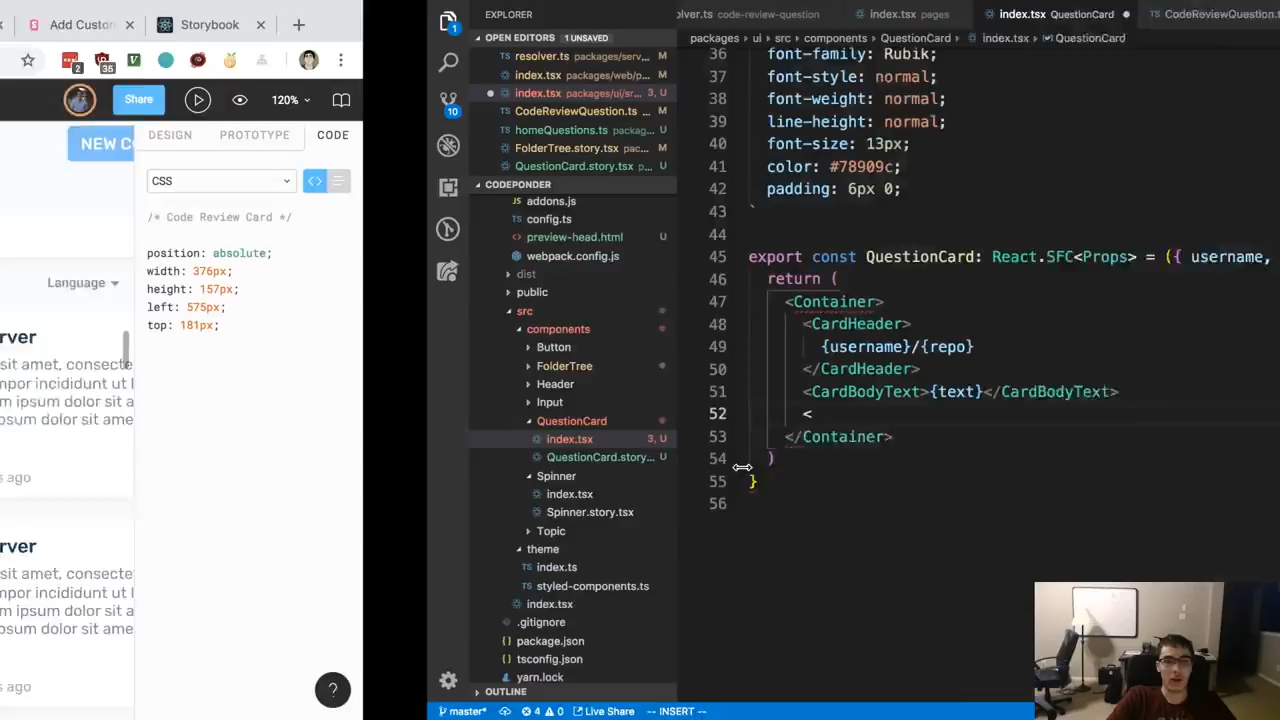 Add Custom
Storybook
2
35
Share
120%
NEW C
DESIGN
PROTOTYPE
CODE
CSS
/* Code Review Card */
position: absolute;
width: 376px;
height: 157px;
left: 575px;
top: 181px;
Language
rver
sit amet, consecte
mpor incididunt ut l
m ipsum dolor sit a
psum dolor sit ame
s ago
rver
sit amet, consecte
mpor incididunt ut l
m ipsum dolor sit a
psum dolor sit ame
s ago
?
1
10
EXPLORER
OPEN EDITORS 1 UNSAVED
resolver.ts packages/serv... M
index.tsx packages/web/p... M
index.tsx packages/ui/sr... 3, U
CodeReviewQuestion.ts M
homeQuestions.ts packag... U
FolderTree.story.tsx pac... M
QuestionCard.story.tsx p... U
CODEPONDER
addons.js
config.ts
preview-head.html U
webpack.config.js
dist
public
src
components
Button
FolderTree
Header
Input
QuestionCard
index.tsx 3, U
QuestionCard.story... U
Spinner
index.tsx
Spinner.story.tsx
Topic
theme
index.ts
styled-components.ts
index.tsx
.gitignore
package.json
tsconfig.json
yarn.lock
OUTLINE
master* 4 0 Live Share -- INSERT --
olver.ts code-review-question
index.tsx pages
index.tsx QuestionCard
CodeReviewQuestion.t
packages › ui › src › components › QuestionCard › index.tsx › QuestionCard
36 font-family: Rubik;
37 font-style: normal;
38 font-weight: normal;
39 line-height: normal;
40 font-size: 13px;
41 color: #78909c;
42 padding: 6px 0;
43 `
44
45 export const QuestionCard: React.SFC<Props> = ({ username,
46 return (
47 <Container>
48 <CardHeader>
49 {username}/{repo}
50 </CardHeader>
51 <CardBodyText>{text}</CardBodyText>
52 <
53 </Container>
54 )
55 }
56